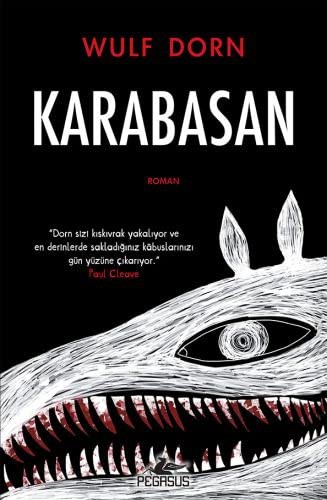 WULF DORN
KARABASAN
ROMAN
"Dorn sizi kıskıvrak yakalıyor ve
en derinlerde sakladığınız kâbuslarınızı
gün yüzüne çıkarıyor."
Paul Cleave
PEGASUS